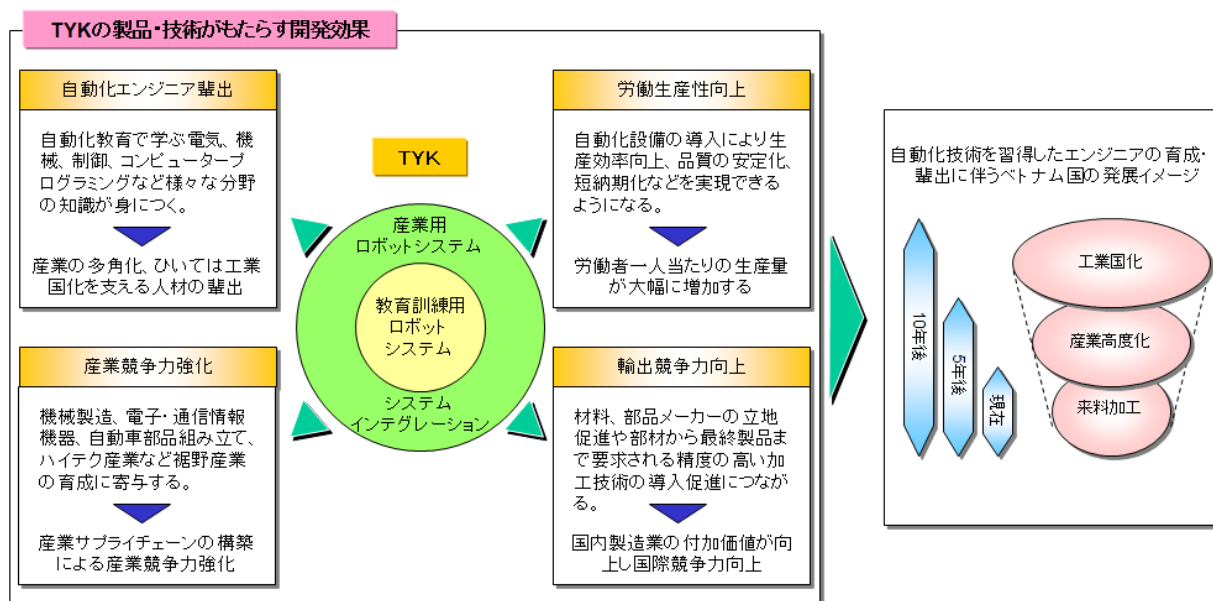 TYKの製品・技術がもたらす開発効果
自動化エンジニア輩出
自動化教育で学ぶ電気、機
械、制御、コンピュータープ
ログラミングなど様々な分野
の知識が身につく。
産業の多角化、ひいては工業
国化を支える人材の輩出
労働生産性向上
自動化設備の導入により生
産効率向上、品質の安定化、
短納期化などを実現できる
ようになる。
労働者一人当たりの生産量
が大幅に増加する
TYK
産業用
ロボットシステム
教育訓練用
ロボット
システム
システム
インテグレーション
産業競争力強化
機械製造、電子・通信情報
機器、自動車部品組み立て、
ハイテク産業など裾野産業
の育成に寄与する。
産業サプライチェーンの構築
による産業競争力強化
輸出競争力向上
材料、部品メーカーの立地
促進や部材から最終製品ま
で要求される精度の高い加
工技術の導入促進につなが
る。
国内製造業の付加価値が向
上し国際競争力向上
自動化技術を習得したエンジニアの育成・
輩出に伴うベトナム国の発展イメージ
10年後
5年後
現在
工業国化
産業高度化
来料加工